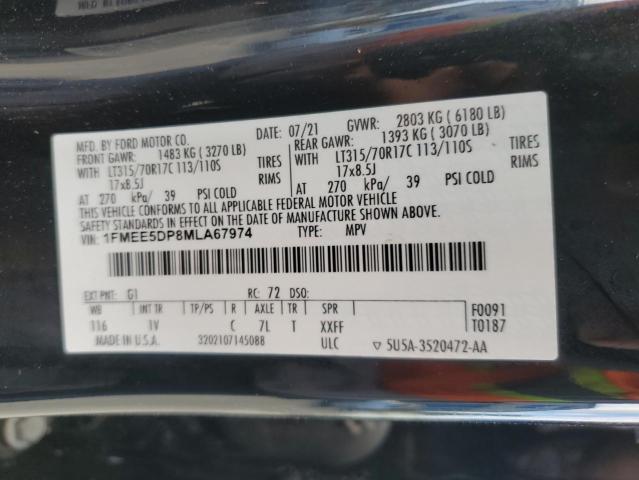 MFD. BY FORD MOTOR CO. DATE: 07/21 GVWR: 2803 KG ( 6180 LB)
FRONT GAWR: 1483 KG ( 3270 LB) REAR GAWR: 1393 KG ( 3070 LB)
WITH LT315/70R17C 113/110S TIRES WITH LT315/70R17C 113/110S TIRES
17x8.5J RIMS 17x8.5J RIMS
AT 270 kPa/ 39 PSI COLD AT 270 kPa/ 39 PSI COLD
THIS VEHICLE CONFORMS TO ALL APPLICABLE FEDERAL MOTOR VEHICLE
SAFETY STANDARDS IN EFFECT ON THE DATE OF MANUFACTURE SHOWN ABOVE.
VIN: 1FMEE5DP8MLA67974 TYPE: MPV
EXT PNT: G1 RC: 72 DSO:
WB INT TR TP/PS R AXLE TR SPR F0091
116 1V C 7L T XXFF T0187
MADE IN U.S.A. 3202107145088 ULC ▽ 5U5A-3520472-AA